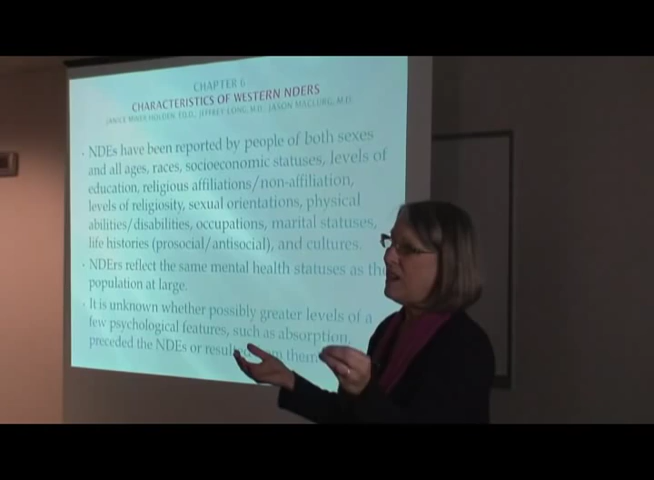 CHAPTER 6
CHARACTERISTICS OF WESTERN NDERS
JANICE MINER HOLDEN, ED.D., JEFFREY LONG, M.D., JASON MACLURG, M.D.
· NDEs have been reported by people of both sexes
and all ages, races, socioeconomic statuses, levels of
education, religious affiliations/non-affiliation,
levels of religiosity, sexual orientations, physical
abilities/disabilities, occupations, marital statuses,
life histories (prosocial/antisocial), and cultures.
· NDErs reflect the same mental health statuses as the
population at large.
· It is unknown whether possibly greater levels of a
few psychological features, such as absorption,
preceded the NDEs or from them